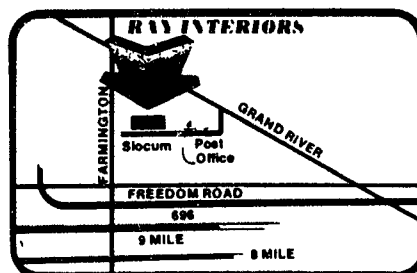 RAY INTERIORS
FARMINGTON
GRAND RIVER
Slocum
Post
Office
FREEDOM ROAD
696
9 MILE
8 MILE